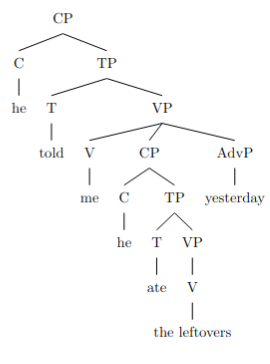 CP
C TP
he T VP
told V CP AdvP
me C TP yesterday
he T VP
ate V
the leftovers